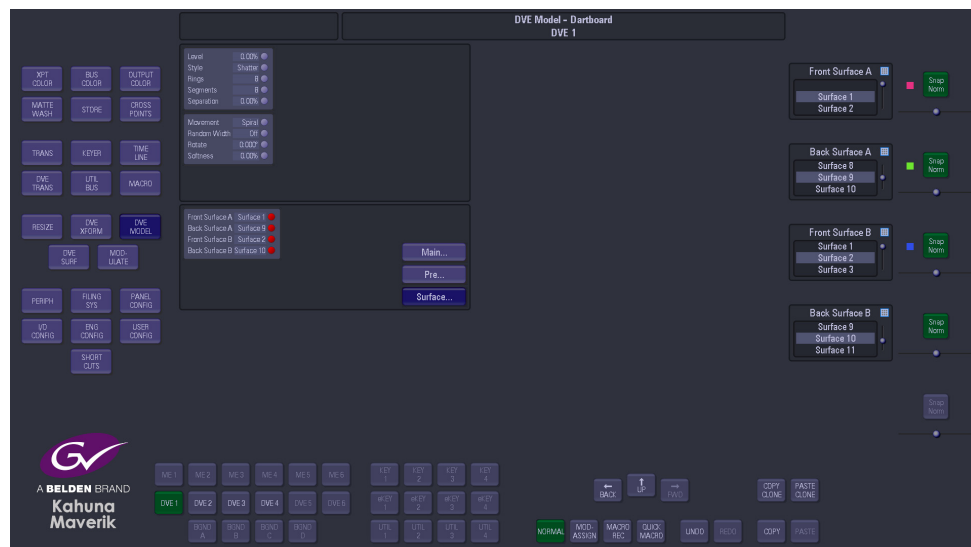 DVE Model - Dartboard
DVE 1
Level 0.00%
Style Shatter
Rings 8
Segments 8
Separation 0.00%
Movement Spiral
Random Width Off
Rotate 0.000°
Softness 0.00%
Front Surface A Surface 1
Back Surface A Surface 9
Front Surface B Surface 2
Back Surface B Surface 10
Main...
Pre...
Surface...
XPT COLOR
BUS COLOR
OUTPUT COLOR
MATTE WASH
STORE
CROSS POINTS
TRANS
KEYER
TIME LINE
DVE TRANS
UTIL BUS
MACRO
RESIZE
DVE XFORM
DVE MODEL
DVE SURF
MOD- ULATE
PERIPH
FILING SYS
PANEL CONFIG
I/O CONFIG
ENG CONFIG
USER CONFIG
SHORT CUTS
Front Surface A
Surface 1
Surface 2
Snap Norm
Back Surface A
Surface 8
Surface 9
Surface 10
Snap Norm
Front Surface B
Surface 1
Surface 2
Surface 3
Snap Norm
Back Surface B
Surface 9
Surface 10
Surface 11
Snap Norm
Snap Norm
GV
A BELDEN BRAND
Kahuna
Maverik
ME 1
ME 2
ME 3
ME 4
ME 5
ME 6
DVE 1
DVE 2
DVE 3
DVE 4
DVE 5
DVE 6
BGND A
BGND B
BGND C
BGND D
KEY 1
KEY 2
KEY 3
KEY 4
eKEY 1
eKEY 2
eKEY 3
eKEY 4
UTIL 1
UTIL 2
UTIL 3
UTIL 4
← BACK
↑ UP
→ FWD
COPY CLONE
PASTE CLONE
NORMAL
MOD- ASSIGN
MACRO REC
QUICK MACRO
UNDO
REDO
COPY
PASTE